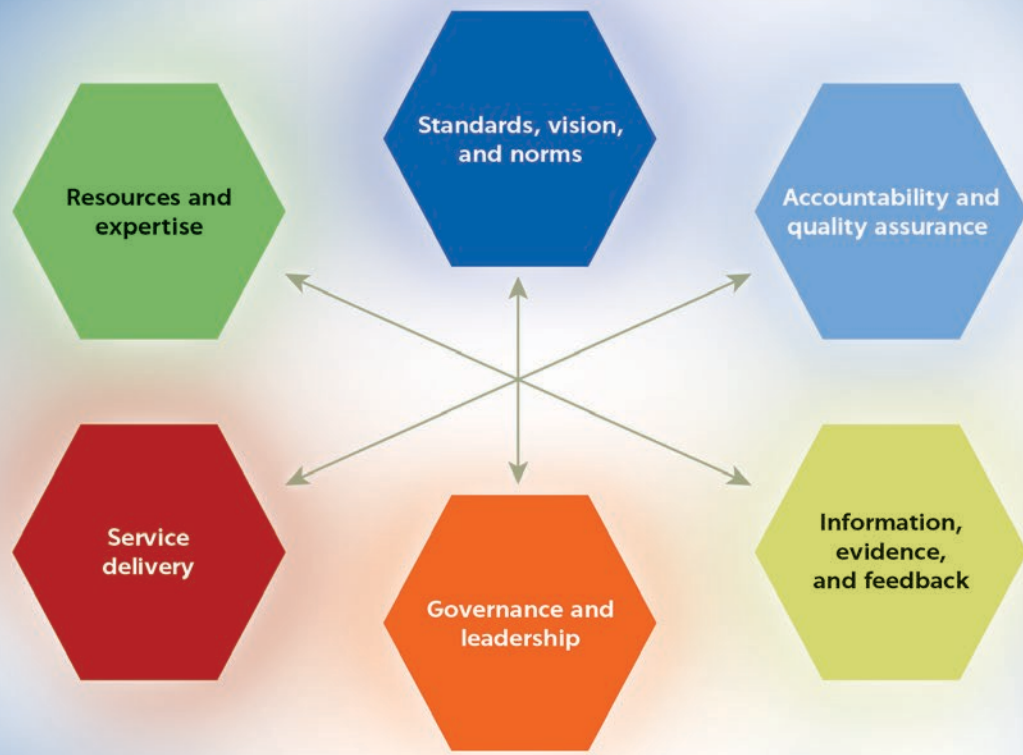 Standards, vision,
and norms
Resources and
expertise
Accountability and
quality assurance
Service
delivery
Governance and
leadership
Information,
evidence,
and feedback